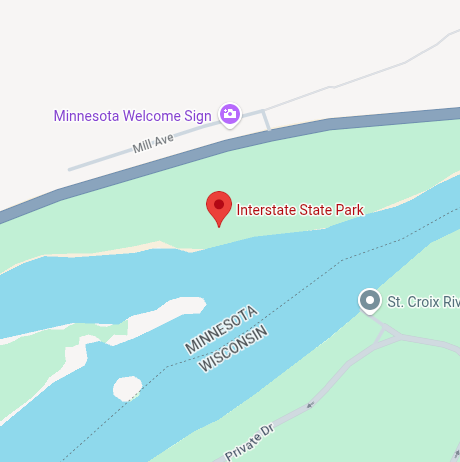 Minnesota Welcome Sign
Mill Ave
Interstate State Park
St. Croix Riv
MINNESOTA
WISCONSIN
Private Dr